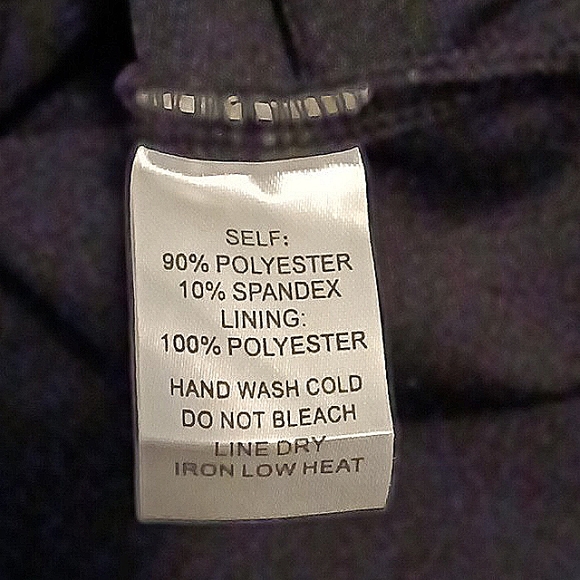 SELF:
90% POLYESTER
10% SPANDEX
LINING:
100% POLYESTER
HAND WASH COLD
DO NOT BLEACH
LINE DRY
IRON LOW HEAT